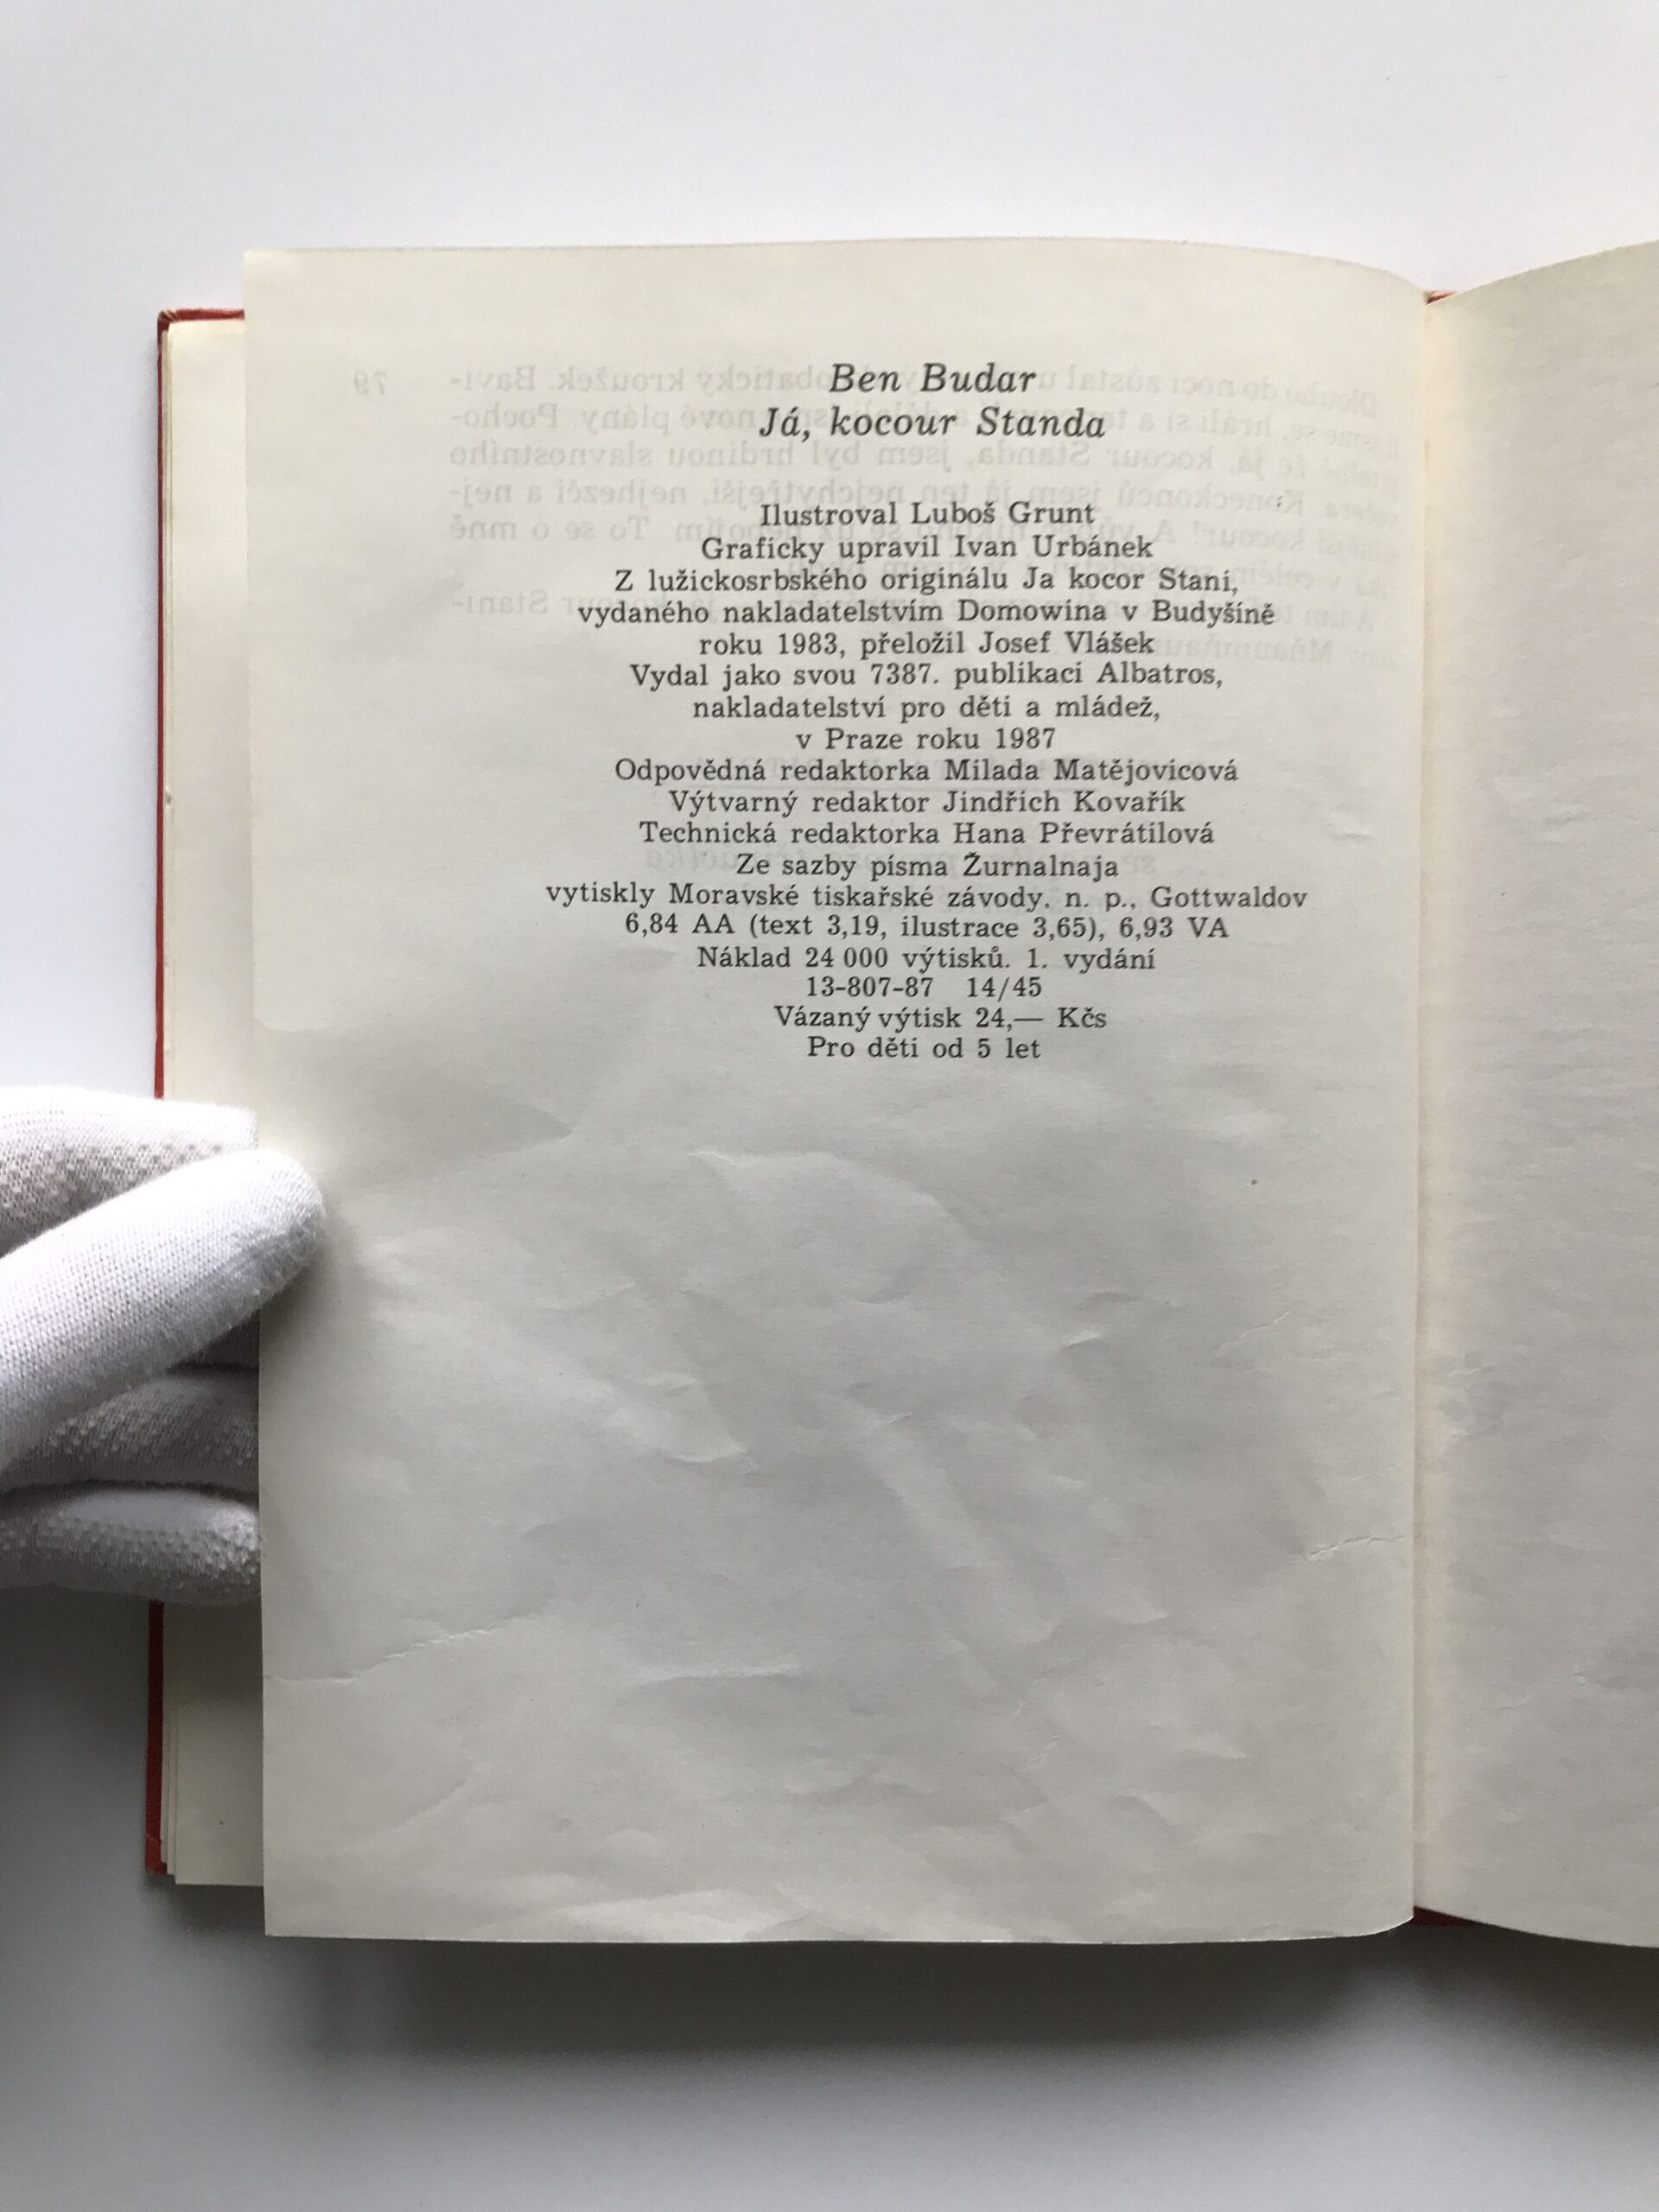 Ben Budar
Já, kocour Standa
Ilustroval Luboš Grunt
Graficky upravil Ivan Urbánek
Z lužickosrbského originálu Ja kocor Stani,
vydaného nakladatelstvím Domowina v Budyšíně
roku 1983, přeložil Josef Vlášek
Vydal jako svou 7387. publikaci Albatros,
nakladatelství pro děti a mládež,
v Praze roku 1987
Odpovědná redaktorka Milada Matějovicová
Výtvarný redaktor Jindřich Kovařík
Technická redaktorka Hana Převrátilová
Ze sazby písma Žurnalnaja
vytiskly Moravské tiskařské závody. n. p., Gottwaldov
6,84 AA (text 3,19, ilustrace 3,65), 6,93 VA
Náklad 24 000 výtisků. 1. vydání
13-807-87 14/45
Vázaný výtisk 24,— Kčs
Pro děti od 5 let